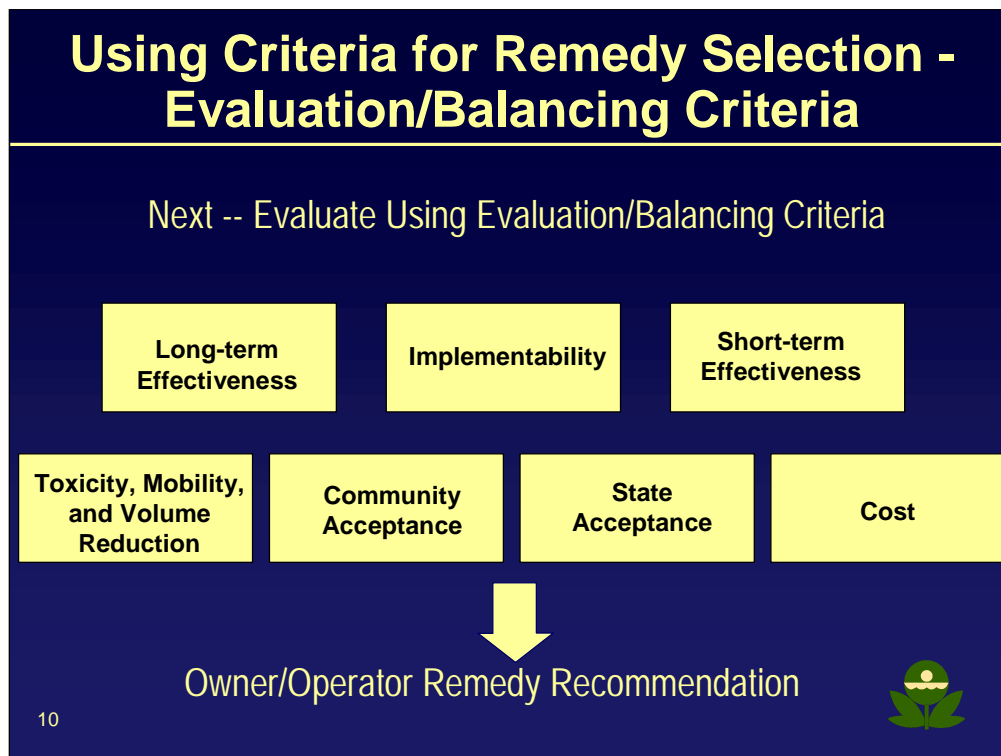 Using Criteria for Remedy Selection -
Evaluation/Balancing Criteria
Next -- Evaluate Using Evaluation/Balancing Criteria
Long-term
Effectiveness
Implementability
Short-term
Effectiveness
Toxicity, Mobility,
and Volume
Reduction
Community
Acceptance
State
Acceptance
Cost
Owner/Operator Remedy Recommendation
10